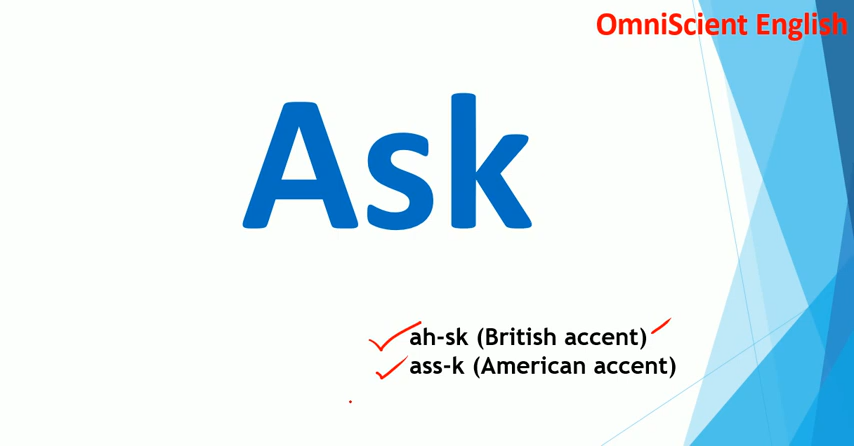 OmniScient English
Ask
ah-sk (British accent)
ass-k (American accent)